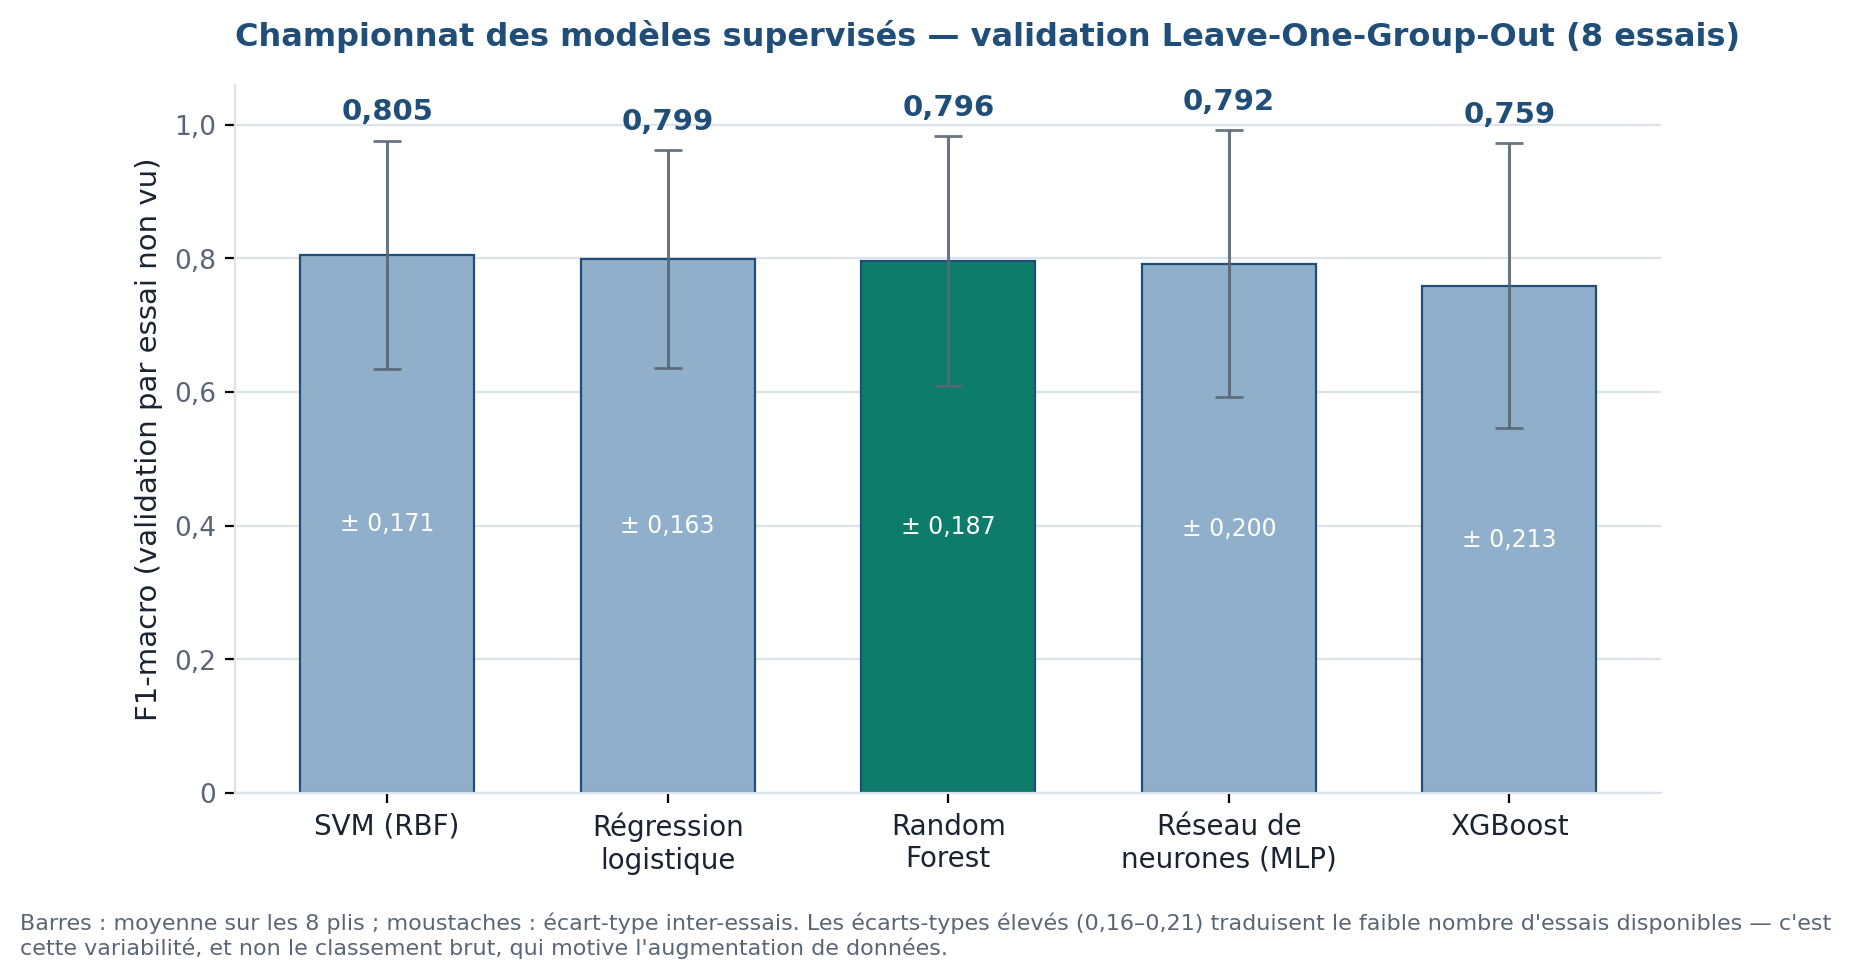 Championnat des modèles supervisés — validation Leave-One-Group-Out (8 essais)
F1-macro (validation par essai non vu)
1,0
0,8
0,6
0,4
0,2
0
0,805
0,799
0,796
0,792
0,759
± 0,171
± 0,163
± 0,187
± 0,200
± 0,213
SVM (RBF)
Régression
logistique
Random
Forest
Réseau de
neurones (MLP)
XGBoost
Barres : moyenne sur les 8 plis ; moustaches : écart-type inter-essais. Les écarts-types élevés (0,16–0,21) traduisent le faible nombre d'essais disponibles — c'est
cette variabilité, et non le classement brut, qui motive l'augmentation de données.